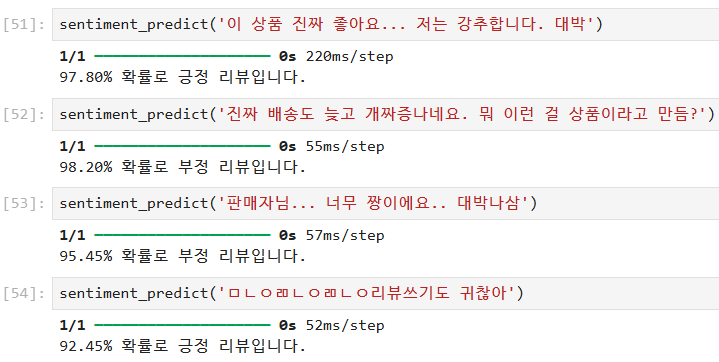 [51]: sentiment_predict('이 상품 진짜 좋아요... 저는 강추합니다. 대박')
1/1 ━━━━━━━━━━━━━━━━━━━━ 0s 220ms/step
97.80% 확률로 긍정 리뷰입니다.
[52]: sentiment_predict('진짜 배송도 늦고 개짜증나네요. 뭐 이런 걸 상품이라고 만듬?')
1/1 ━━━━━━━━━━━━━━━━━━━━ 0s 55ms/step
98.20% 확률로 부정 리뷰입니다.
[53]: sentiment_predict('판매자님... 너무 짱이에요.. 대박나삼')
1/1 ━━━━━━━━━━━━━━━━━━━━ 0s 57ms/step
95.45% 확률로 부정 리뷰입니다.
[54]: sentiment_predict('ㅁㄴㅇㄻㄴㅇㄻㄴㅇ리뷰쓰기도 귀찮아')
1/1 ━━━━━━━━━━━━━━━━━━━━ 0s 52ms/step
92.45% 확률로 긍정 리뷰입니다.